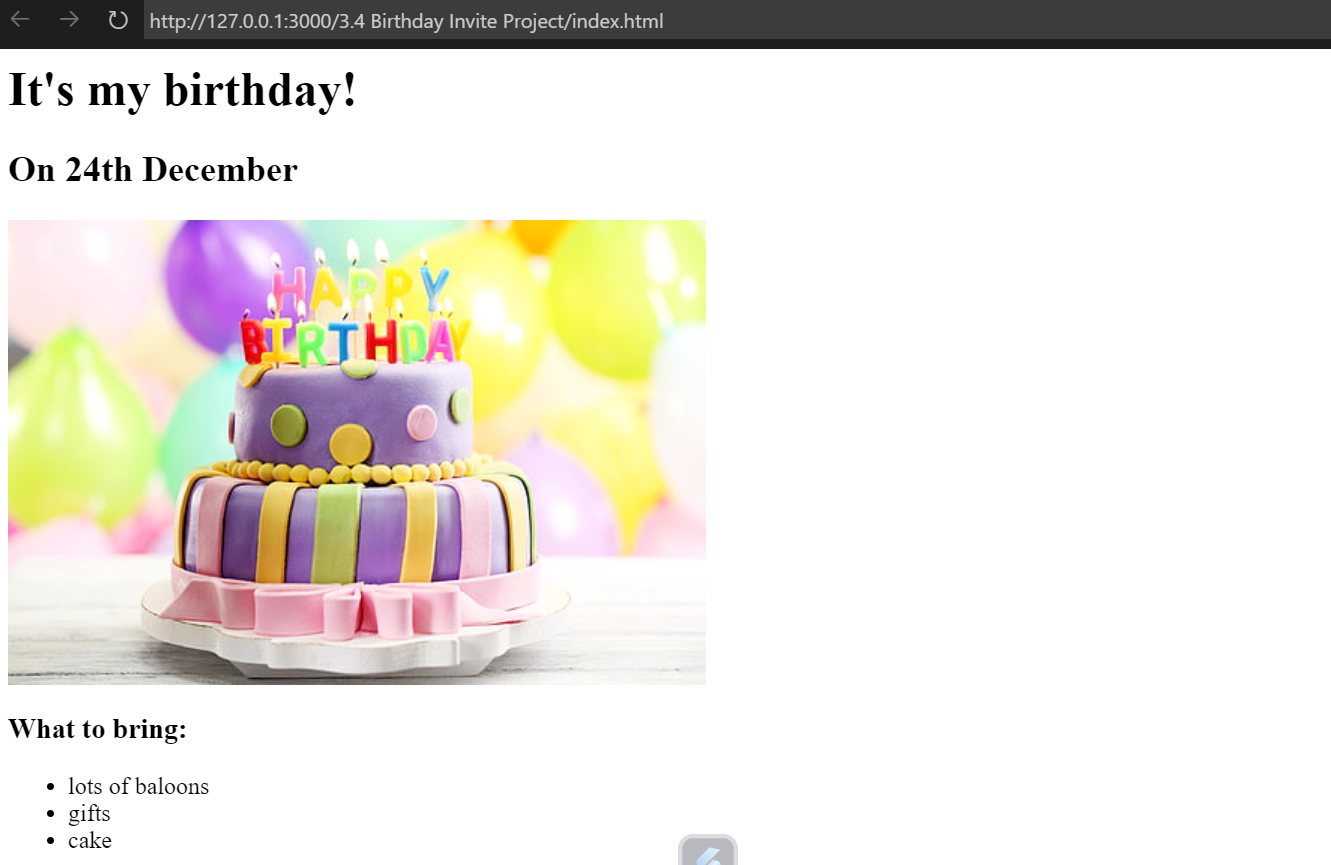 http://127.0.0.1:3000/3.4 Birthday Invite Project/index.html
It's my birthday!
On 24th December
HAPPY
BIRTHDAY
What to bring:
lots of baloons
gifts
cake